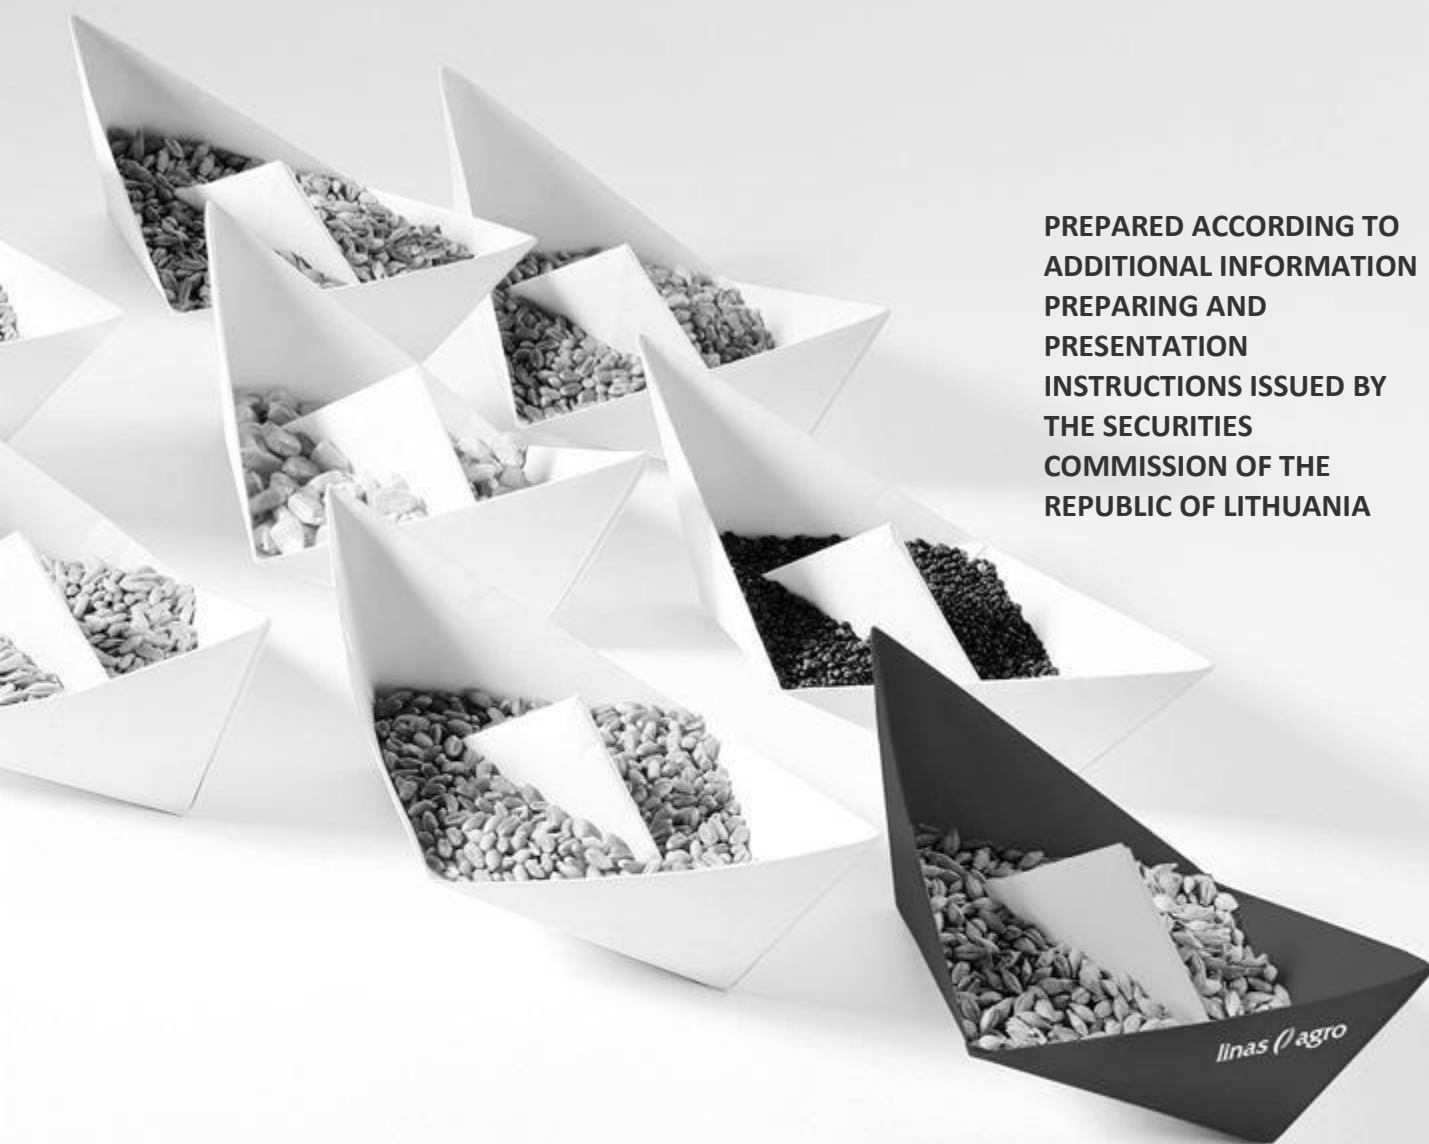 PREPARED ACCORDING TO
ADDITIONAL INFORMATION
PREPARING AND
PRESENTATION
INSTRUCTIONS ISSUED BY
THE SECURITIES
COMMISSION OF THE
REPUBLIC OF LITHUANIA
linas agro